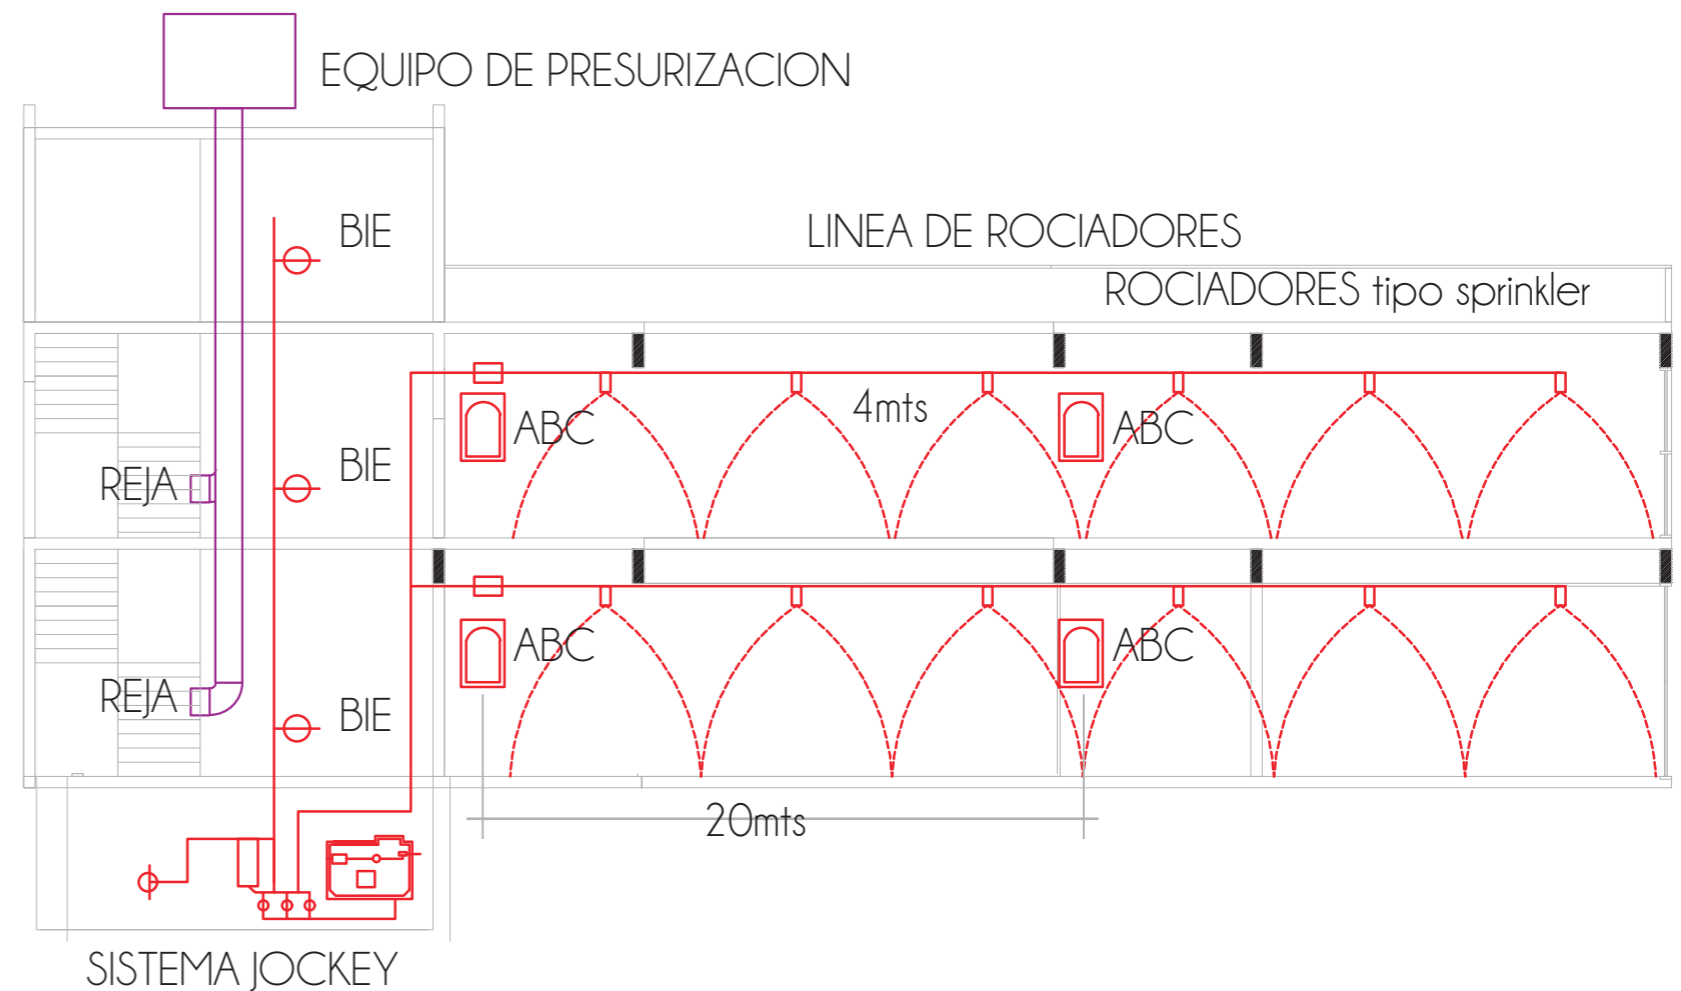 EQUIPO DE PRESURIZACION
BIE
LINEA DE ROCIADORES
ROCIADORES tipo sprinkler
4mts
ABC
ABC
BIE
REJA
ABC
ABC
REJA
BIE
20mts
SISTEMA JOCKEY